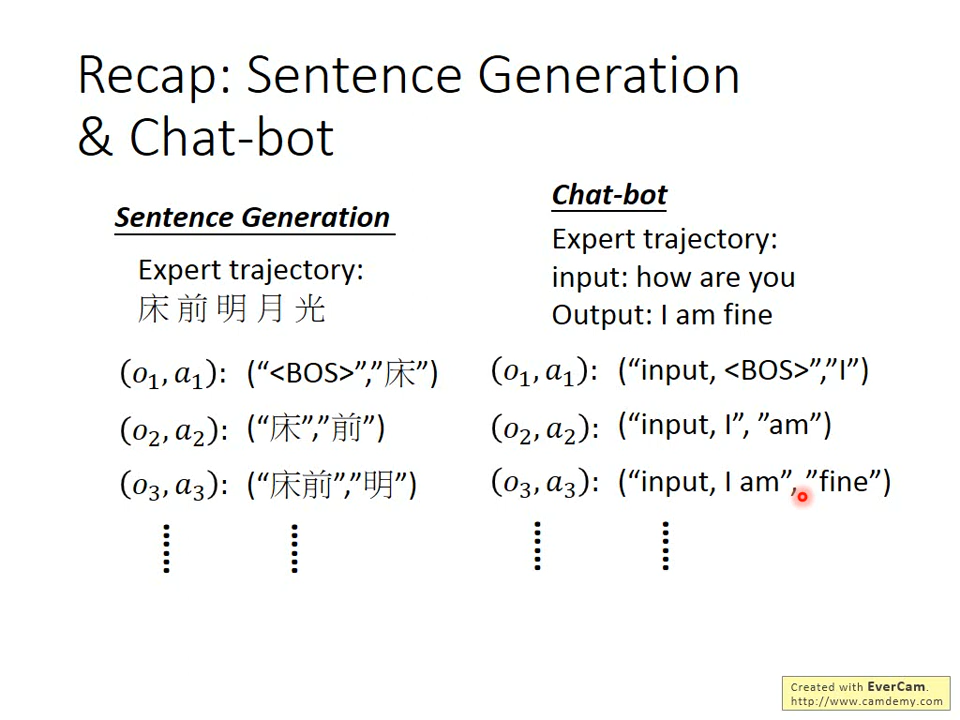 Recap: Sentence Generation
& Chat-bot
Sentence Generation
Expert trajectory:
床 前 明 月 光
(o₁, a₁): (“<BOS>”,”床”)
(o₂, a₂): (“床”,”前”)
(o₃, a₃): (“床前”,”明”)
Chat-bot
Expert trajectory:
input: how are you
Output: I am fine
(o₁, a₁): (“input, <BOS>”,”I”)
(o₂, a₂): (“input, I”, ”am”)
(o₃, a₃): (“input, I am”, ”fine”)
Created with EverCam.
http://www.camdemy.com